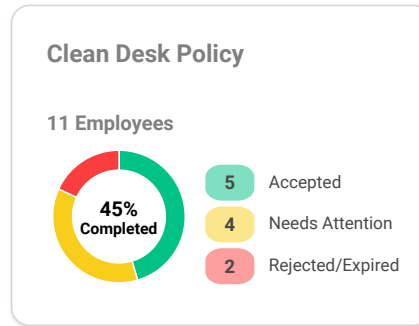 Clean Desk Policy
11 Employees
45%
Completed
5 Accepted
4 Needs Attention
2 Rejected/Expired